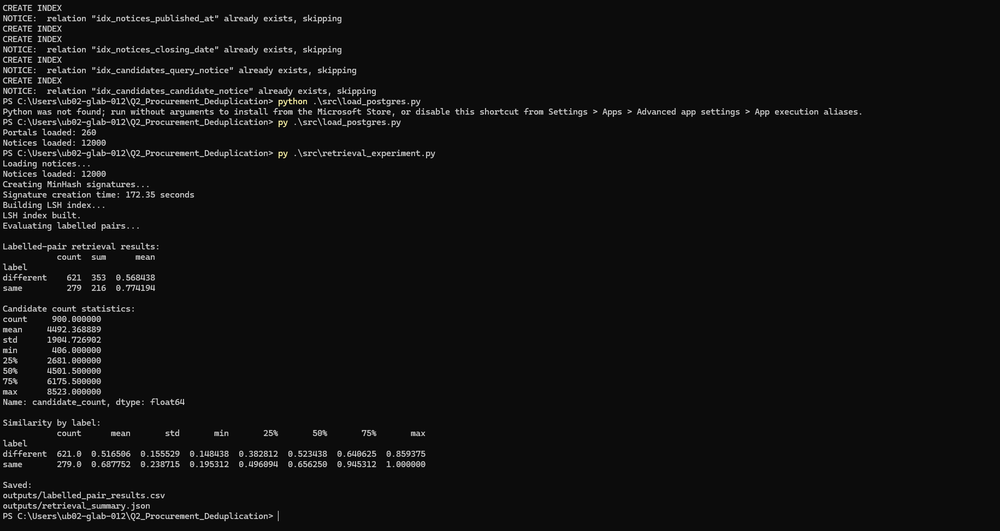 CREATE INDEX
NOTICE:  relation "idx_notices_published_at" already exists, skipping
CREATE INDEX
CREATE INDEX
NOTICE:  relation "idx_notices_closing_date" already exists, skipping
CREATE INDEX
NOTICE:  relation "idx_candidates_query_notice" already exists, skipping
CREATE INDEX
NOTICE:  relation "idx_candidates_candidate_notice" already exists, skipping
PS C:\Users\ub02-glab-012\Q2_Procurement_Deduplication> python .\src\load_postgres.py
Python was not found; run without arguments to install from the Microsoft Store, or disable this shortcut from Settings > Apps > Advanced app settings > App execution aliases.
PS C:\Users\ub02-glab-012\Q2_Procurement_Deduplication> py .\src\load_postgres.py
Portals loaded: 260
Notices loaded: 12000
PS C:\Users\ub02-glab-012\Q2_Procurement_Deduplication> py .\src\retrieval_experiment.py
Loading notices...
Notices loaded: 12000
Creating MinHash signatures...
Signature creation time: 172.35 seconds
Building LSH index...
LSH index built.
Evaluating labelled pairs...

Labelled-pair retrieval results:
           count  sum      mean
label
different    621  353  0.568438
same         279  216  0.774194

Candidate count statistics:
count     900.000000
mean     4492.368889
std      1904.726902
min       406.000000
25%      2681.000000
50%      4501.500000
75%      6175.500000
max      8523.000000
Name: candidate_count, dtype: float64

Similarity by label:
           count      mean       std       min       25%       50%       75%       max
label
different  621.0  0.516506  0.155529  0.148438  0.382812  0.523438  0.640625  0.859375
same       279.0  0.687752  0.238715  0.195312  0.496094  0.656250  0.945312  1.000000

Saved:
outputs/labelled_pair_results.csv
outputs/retrieval_summary.json
PS C:\Users\ub02-glab-012\Q2_Procurement_Deduplication>